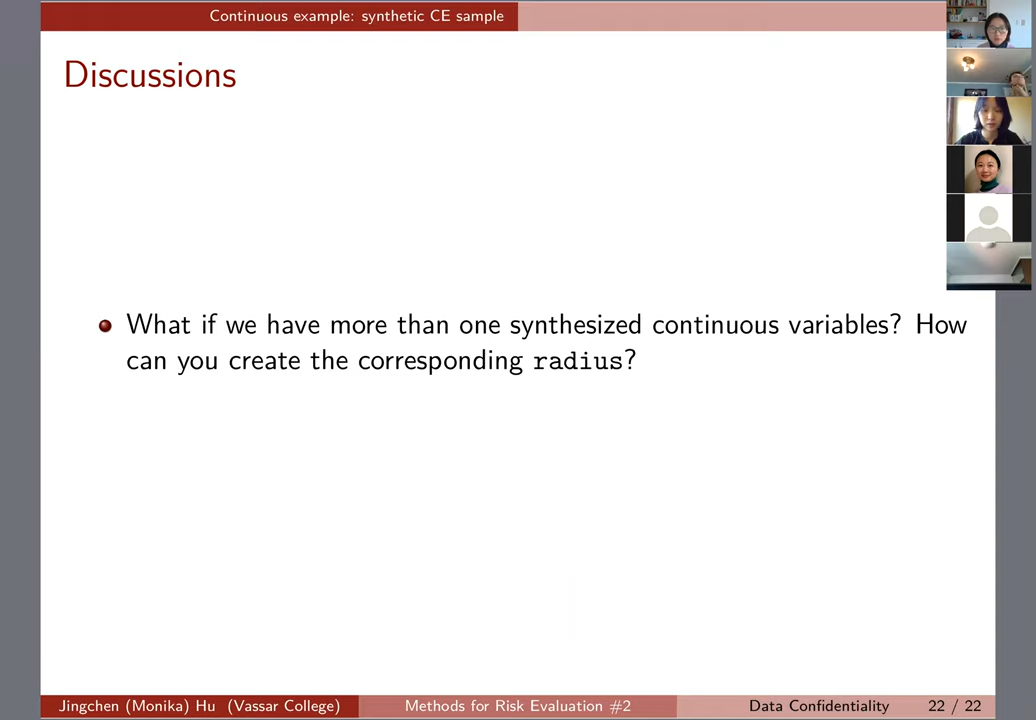 Continuous example: synthetic CE sample
Discussions
What if we have more than one synthesized continuous variables? How
can you create the corresponding radius?
Jingchen (Monika) Hu (Vassar College)
Methods for Risk Evaluation #2
Data Confidentiality
22 / 22